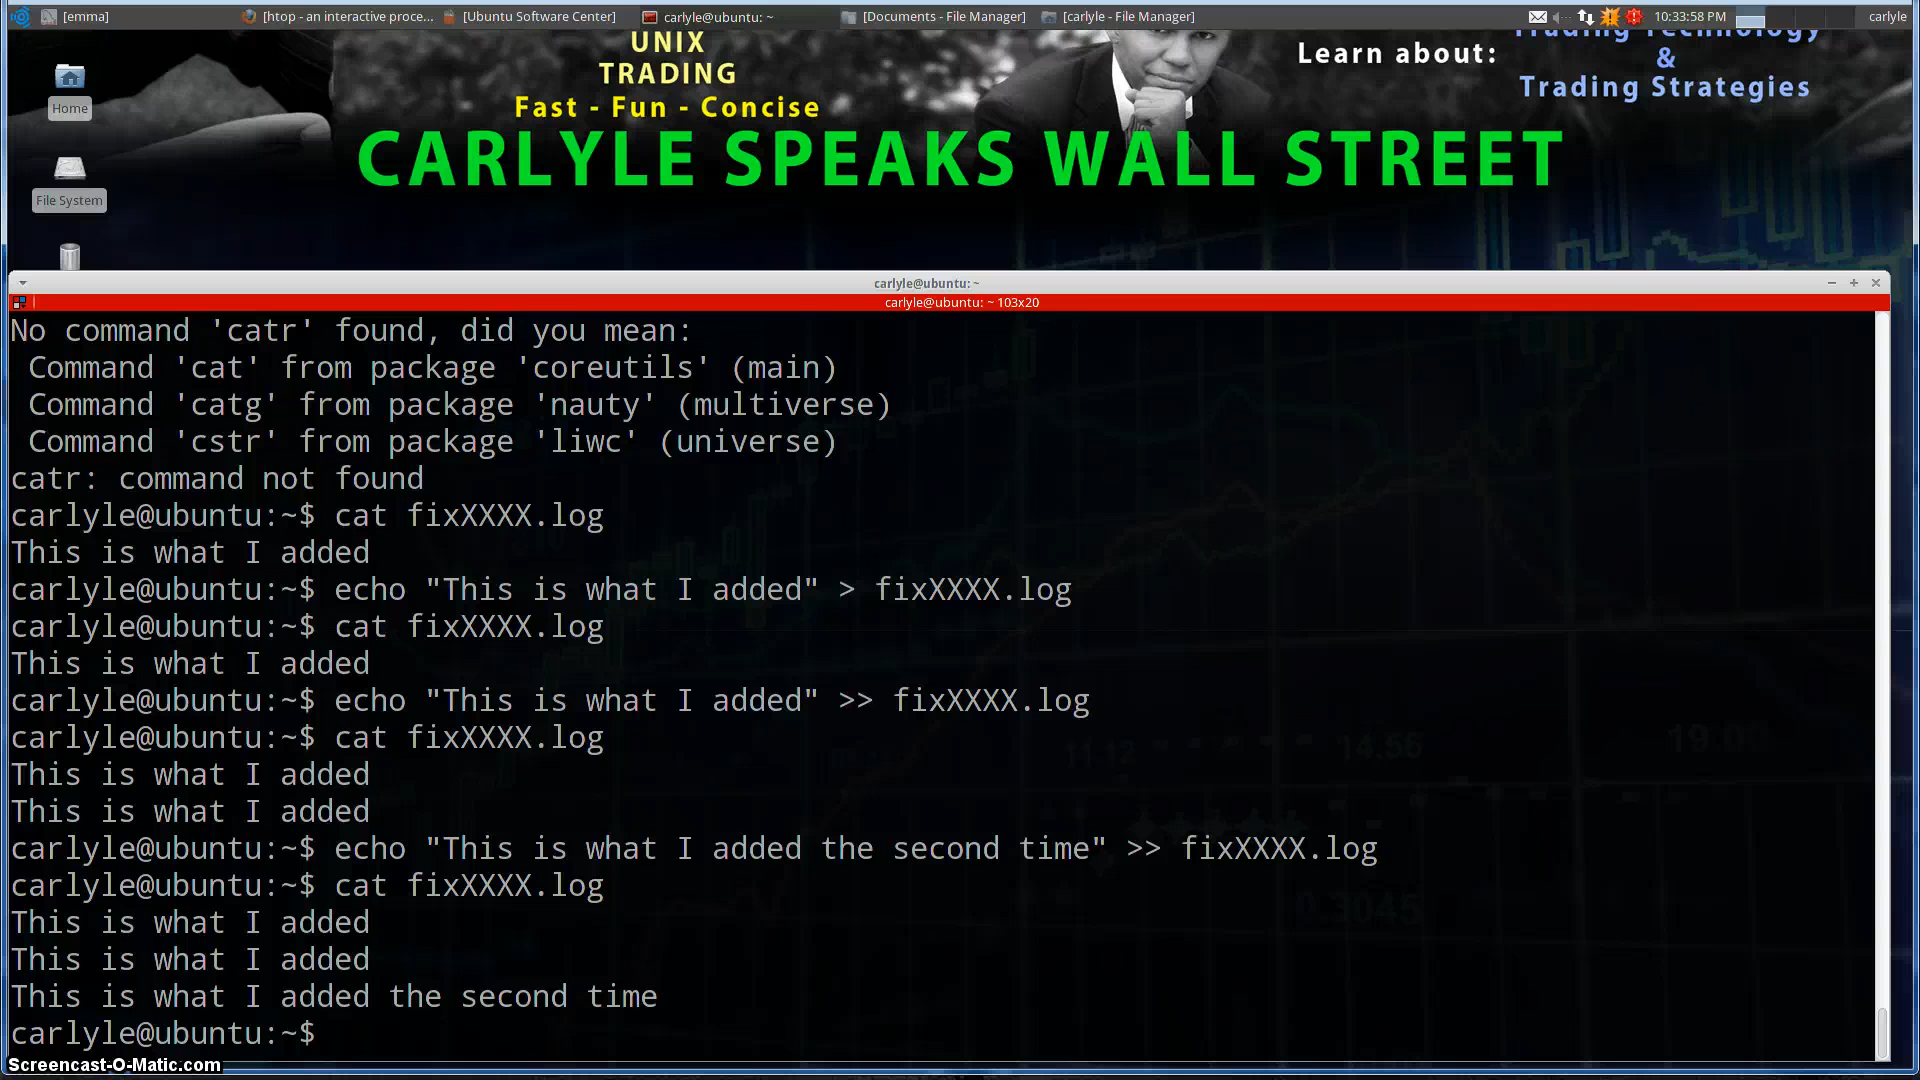 [emma] [htop - an interactive proce... [Ubuntu Software Center] carlyle@ubuntu: ~ [Documents - File Manager] [carlyle - File Manager] 10:33:58 PM carlyle
UNIX
TRADING
Fast - Fun - Concise
Learn about:
Trading Technology
&
Trading Strategies
CARLYLE SPEAKS WALL STREET
Home
File System
carlyle@ubuntu: ~
carlyle@ubuntu: ~ 103x20
No command 'catr' found, did you mean:
 Command 'cat' from package 'coreutils' (main)
 Command 'catg' from package 'nauty' (multiverse)
 Command 'cstr' from package 'liwc' (universe)
catr: command not found
carlyle@ubuntu:~$ cat fixXXXX.log
This is what I added
carlyle@ubuntu:~$ echo "This is what I added" > fixXXXX.log
carlyle@ubuntu:~$ cat fixXXXX.log
This is what I added
carlyle@ubuntu:~$ echo "This is what I added" >> fixXXXX.log
carlyle@ubuntu:~$ cat fixXXXX.log
This is what I added
This is what I added
carlyle@ubuntu:~$ echo "This is what I added the second time" >> fixXXXX.log
carlyle@ubuntu:~$ cat fixXXXX.log
This is what I added
This is what I added
This is what I added the second time
carlyle@ubuntu:~$
11.12 14.56
0.3045
Screencast-O-Matic.com